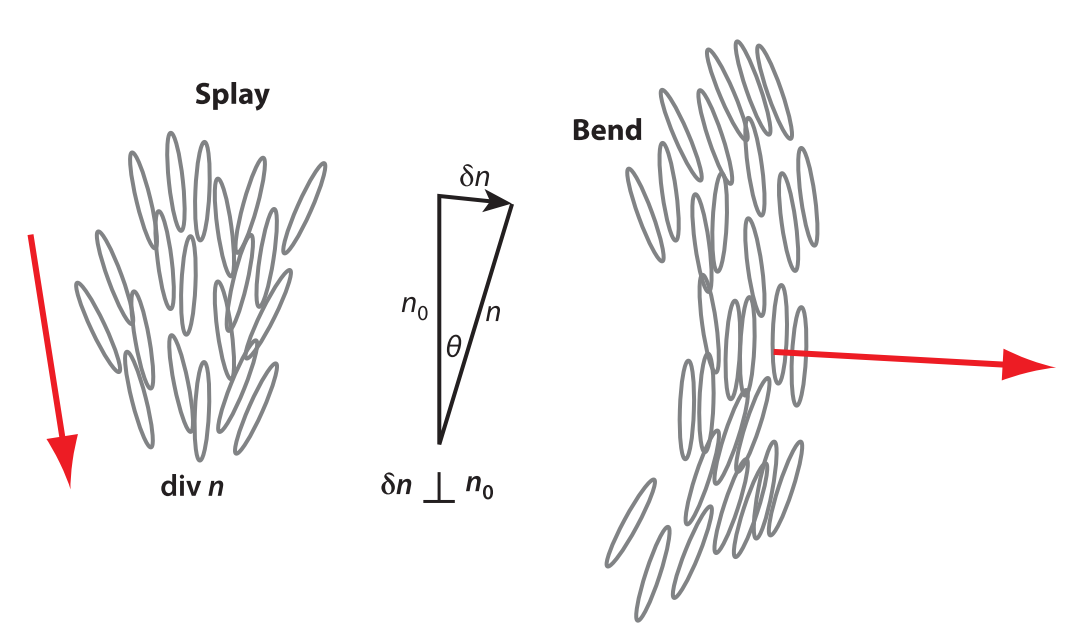 Splay
div n
δn
n₀
n
θ
δn ⊥ n₀
Bend